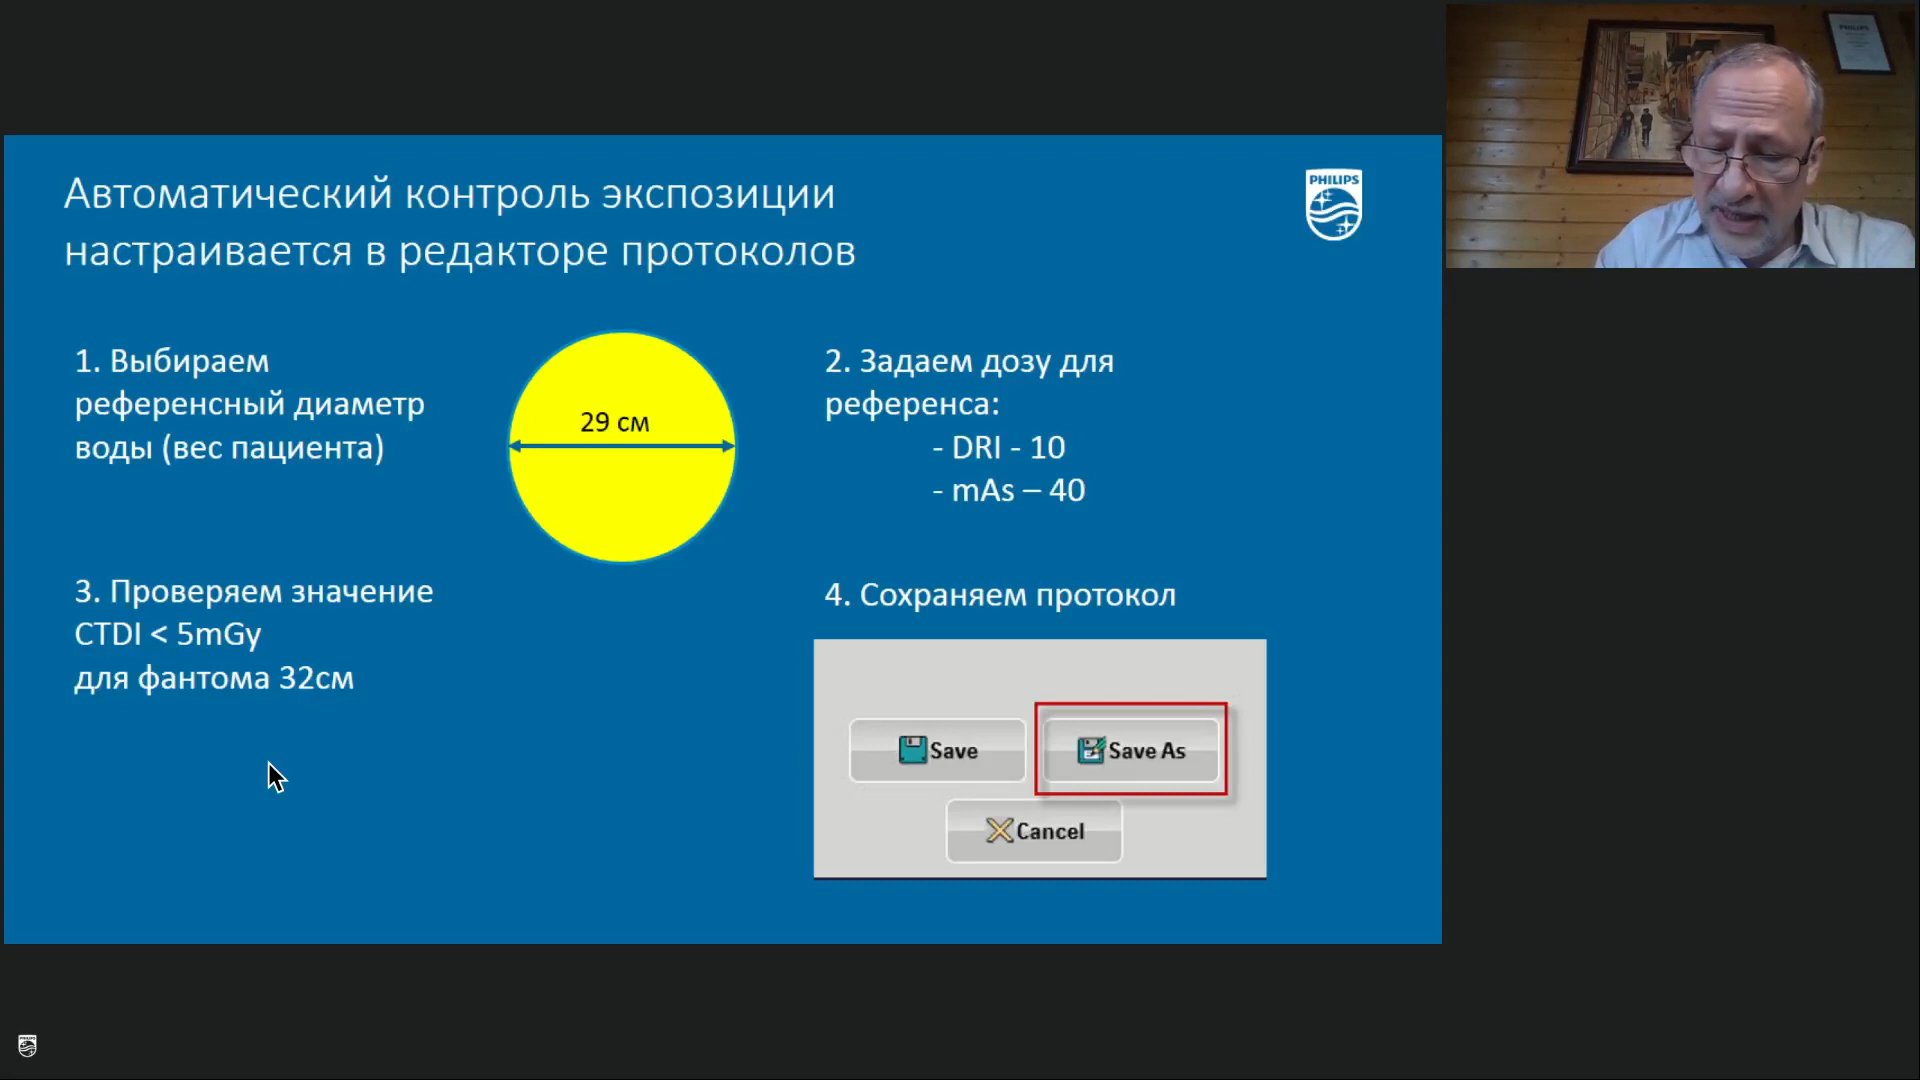 Автоматический контроль экспозиции
настраивается в редакторе протоколов
PHILIPS
1. Выбираем
референсный диаметр
воды (вес пациента)
29 см
2. Задаем дозу для
референса:
- DRI - 10
- mAs – 40
3. Проверяем значение
CTDI < 5mGy
для фантома 32см
4. Сохраняем протокол
Save
Save As
Cancel
PHILIPS